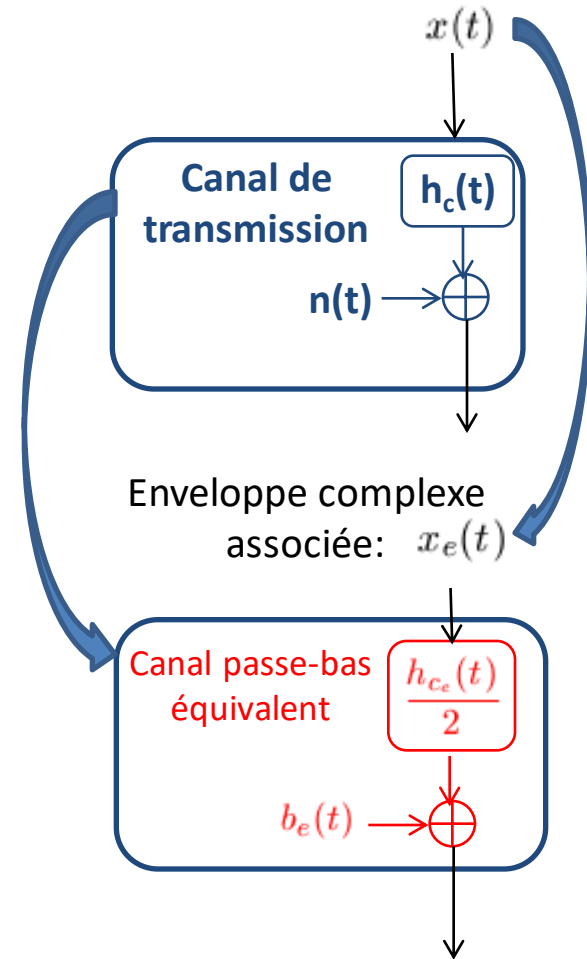 x(t)
Canal de
transmission
h_c(t)
n(t)
Enveloppe complexe
associée: x_e(t)
Canal passe-bas
équivalent
h_{c_e}(t)
2
b_e(t)